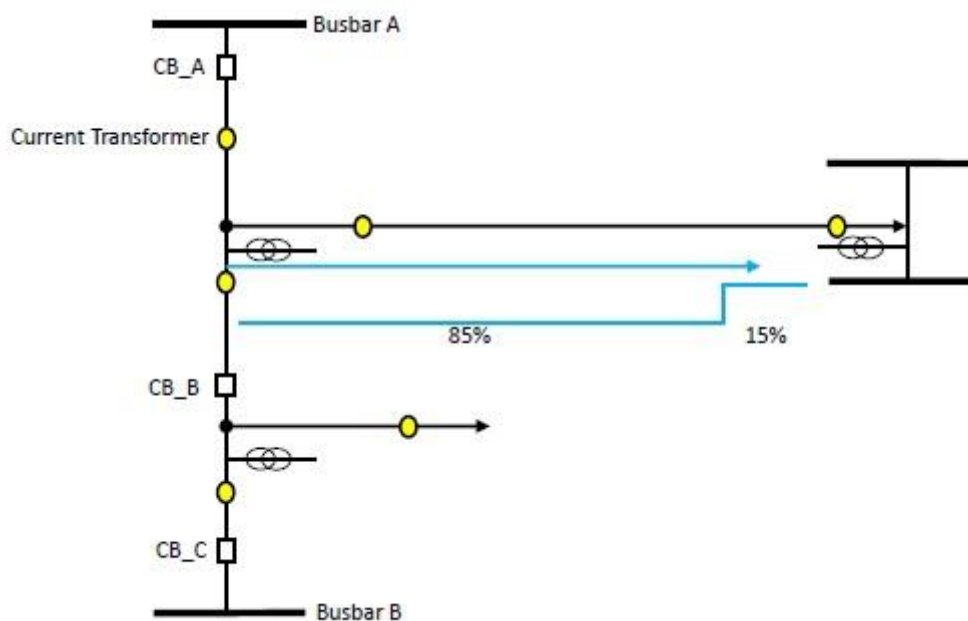 Busbar A
CB_A
Current Transformer
85%
15%
CB_B
CB_C
Busbar B